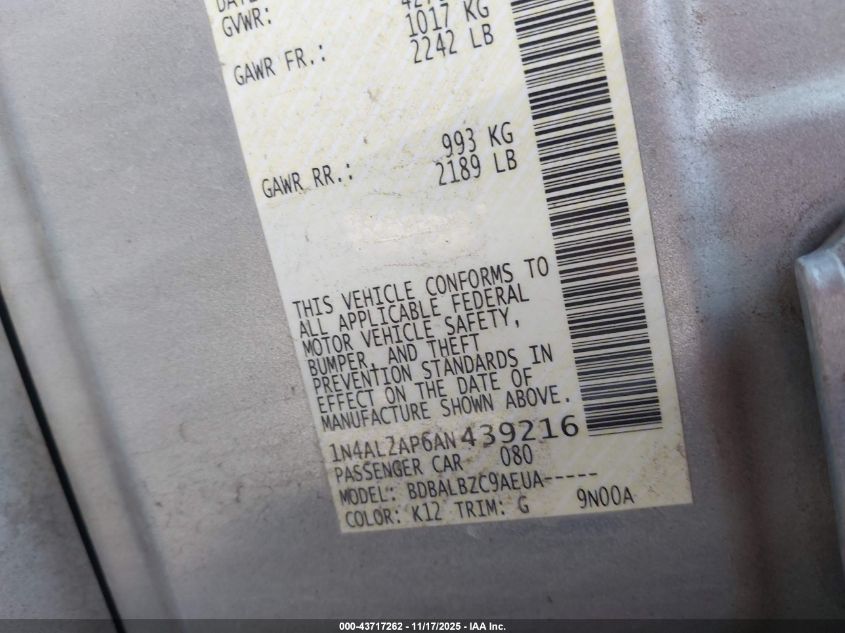 GVWR:
1017 KG
GAWR FR.: 2242 LB
993 KG
GAWR RR.: 2189 LB
THIS VEHICLE CONFORMS TO
ALL APPLICABLE FEDERAL
MOTOR VEHICLE SAFETY,
BUMPER, AND THEFT
PREVENTION STANDARDS IN
EFFECT ON THE DATE OF
MANUFACTURE SHOWN ABOVE.
1N4AL2AP6AN439216
PASSENGER CAR 080
MODEL: BDBALBZC9AEUA-----
COLOR: K12 TRIM: G 9N00A
000-43717262 - 11/17/2025 - IAA Inc.